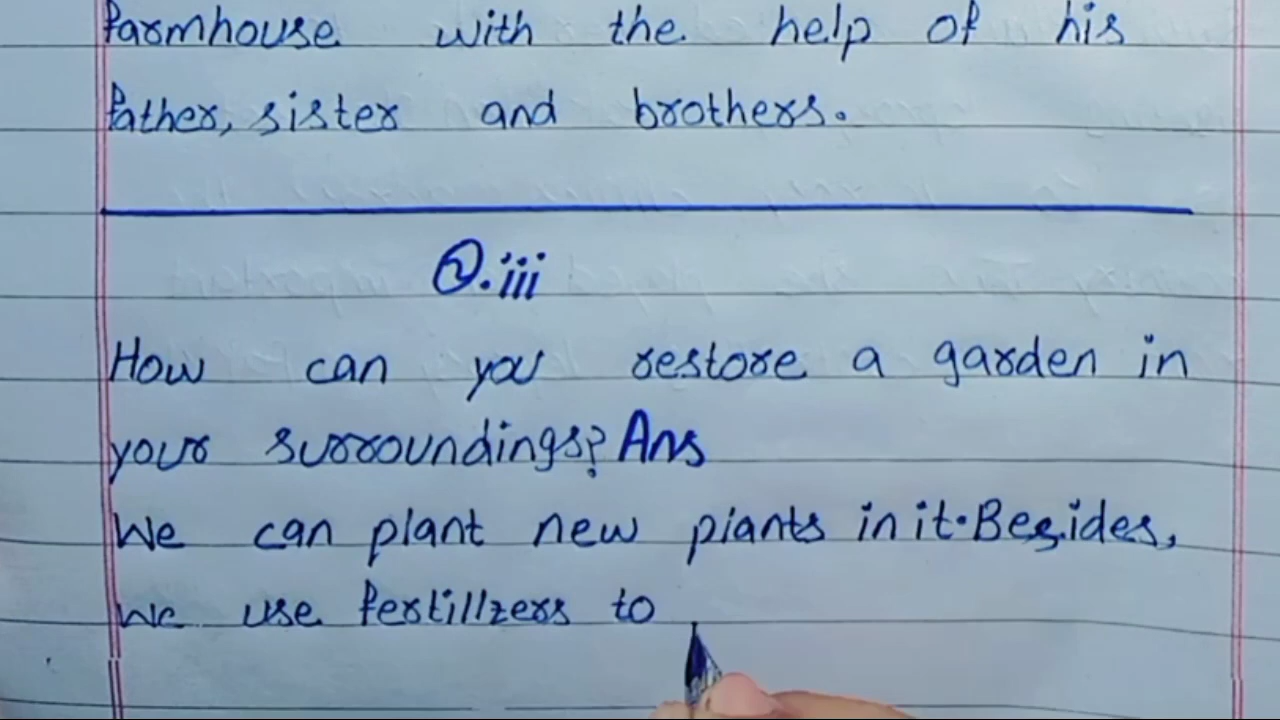 farmhouse with the help of his
father, sister and brothers.
Q.iii
How can you restore a garden in
your surroundings? Ans
We can plant new piants in it. Besides,
We use fertillzers to